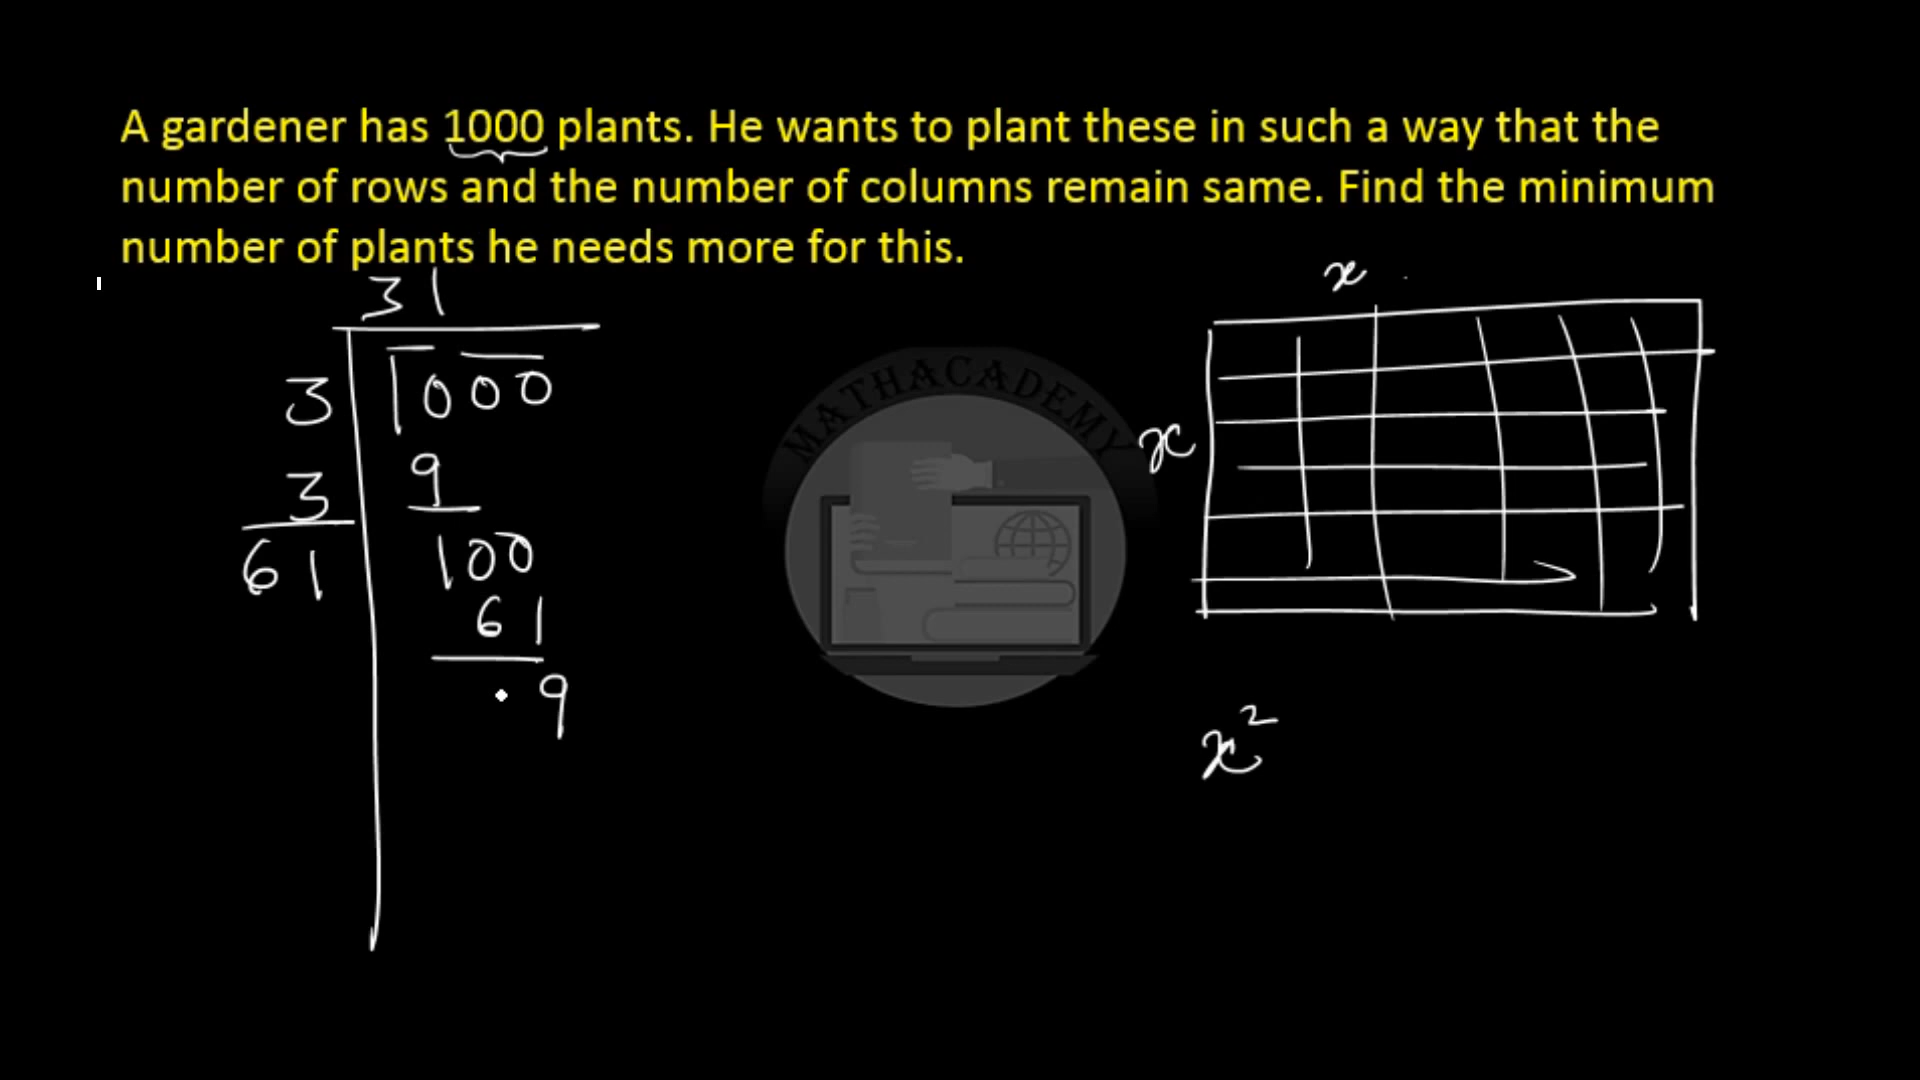 A gardener has 1000 plants. He wants to plant these in such a way that the
number of rows and the number of columns remain same. Find the minimum
number of plants he needs more for this.
31
3 1000
3 9
61 100
61
9
MATHACADEMY
x
x
x²